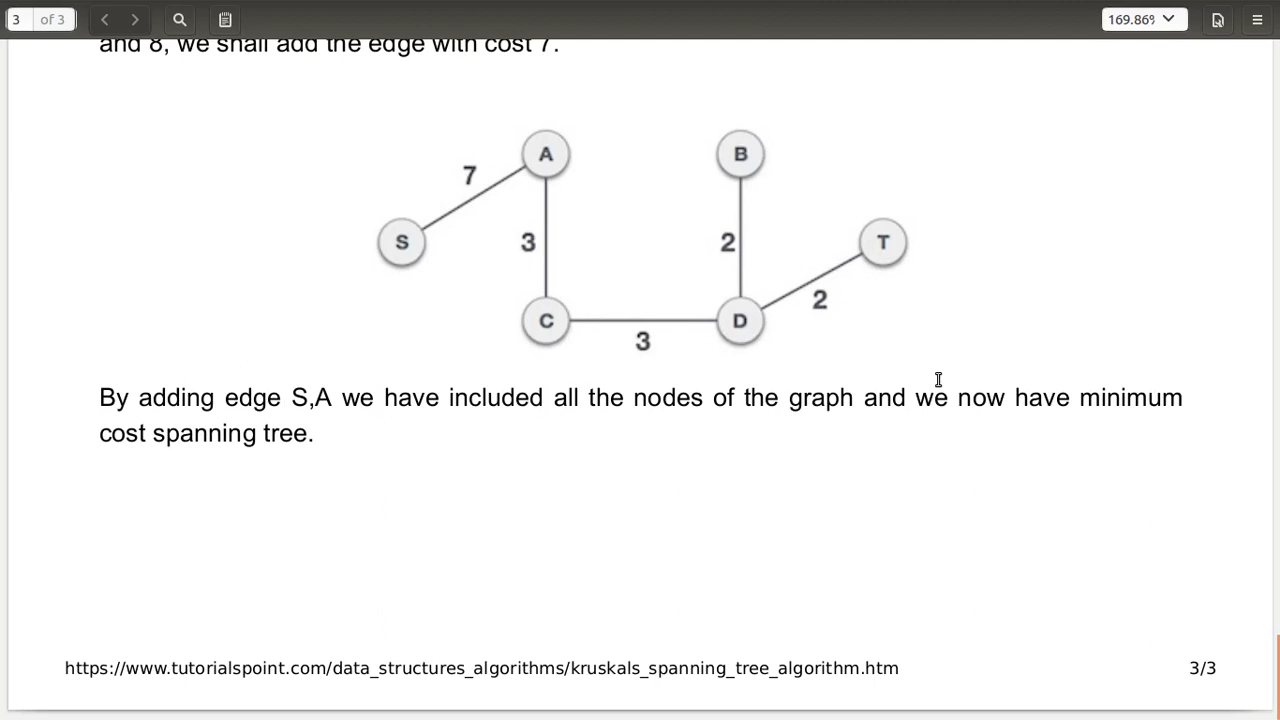 3 of 3
169.86%
and 8, we shall add the edge with cost 7.
A
B
7
S
3
2
T
C
D
2
3
By adding edge S,A we have included all the nodes of the graph and we now have minimum
cost spanning tree.
https://www.tutorialspoint.com/data_structures_algorithms/kruskals_spanning_tree_algorithm.htm 3/3